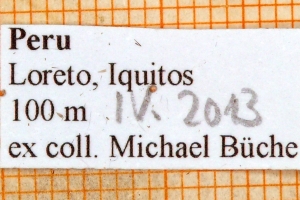 Peru
Loreto, Iquitos
100 m IV. 2013
ex coll. Michael Büche